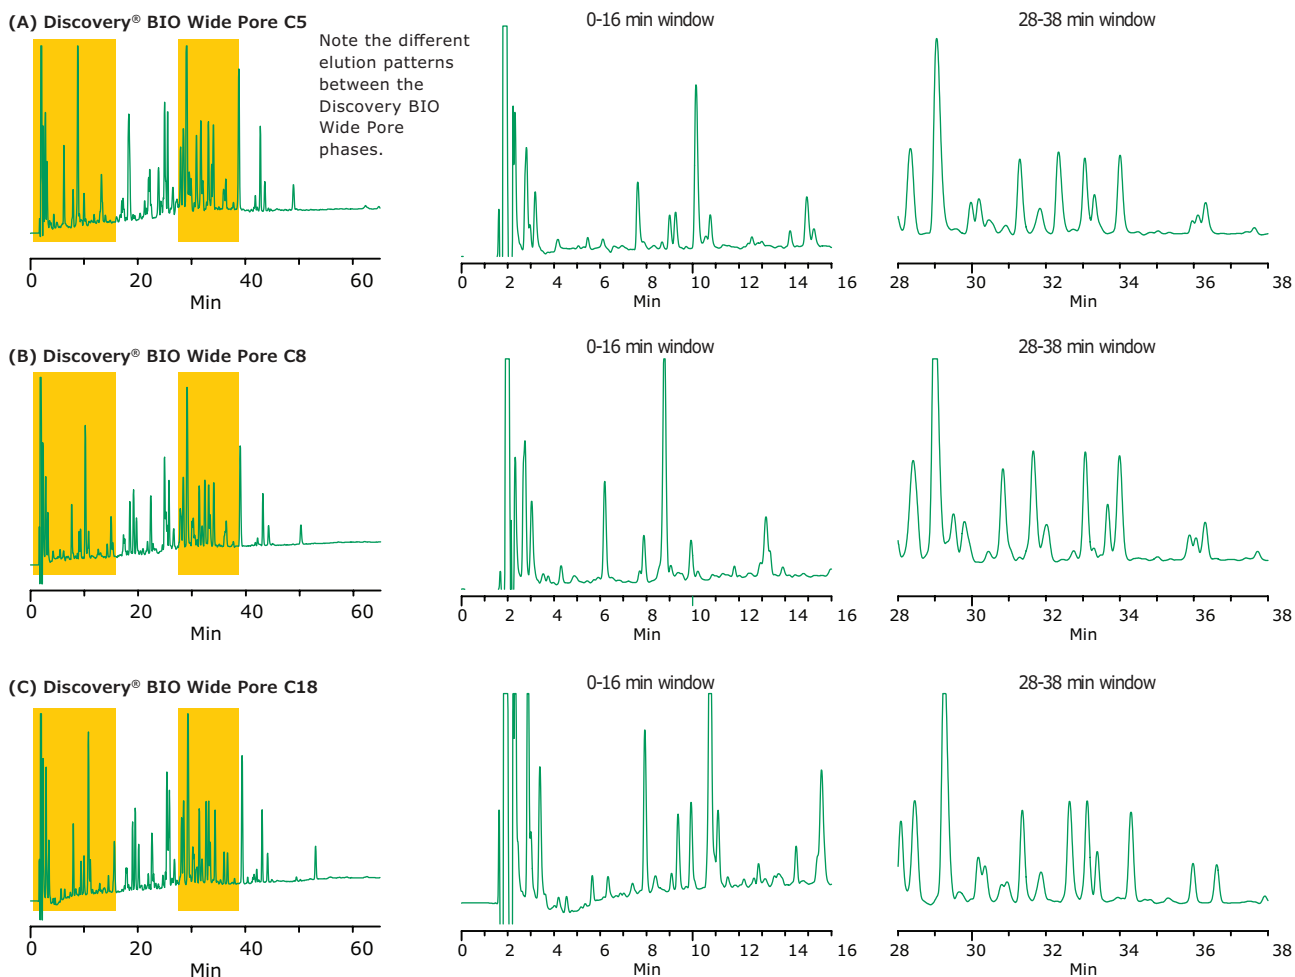 (A) Discovery® BIO Wide Pore C5
Note the different
elution patterns
between the
Discovery BIO
Wide Pore
phases.
0 20 40 60
Min
0-16 min window
0 2 4 6 8 10 12 14 16
Min
28-38 min window
28 30 32 34 36 38
Min
(B) Discovery® BIO Wide Pore C8
0 20 40 60
Min
0-16 min window
0 2 4 6 8 10 12 14 16
Min
28-38 min window
28 30 32 34 36 38
Min
(C) Discovery® BIO Wide Pore C18
0 20 40 60
Min
0-16 min window
0 2 4 6 8 10 12 14 16
Min
28-38 min window
28 30 32 34 36 38
Min